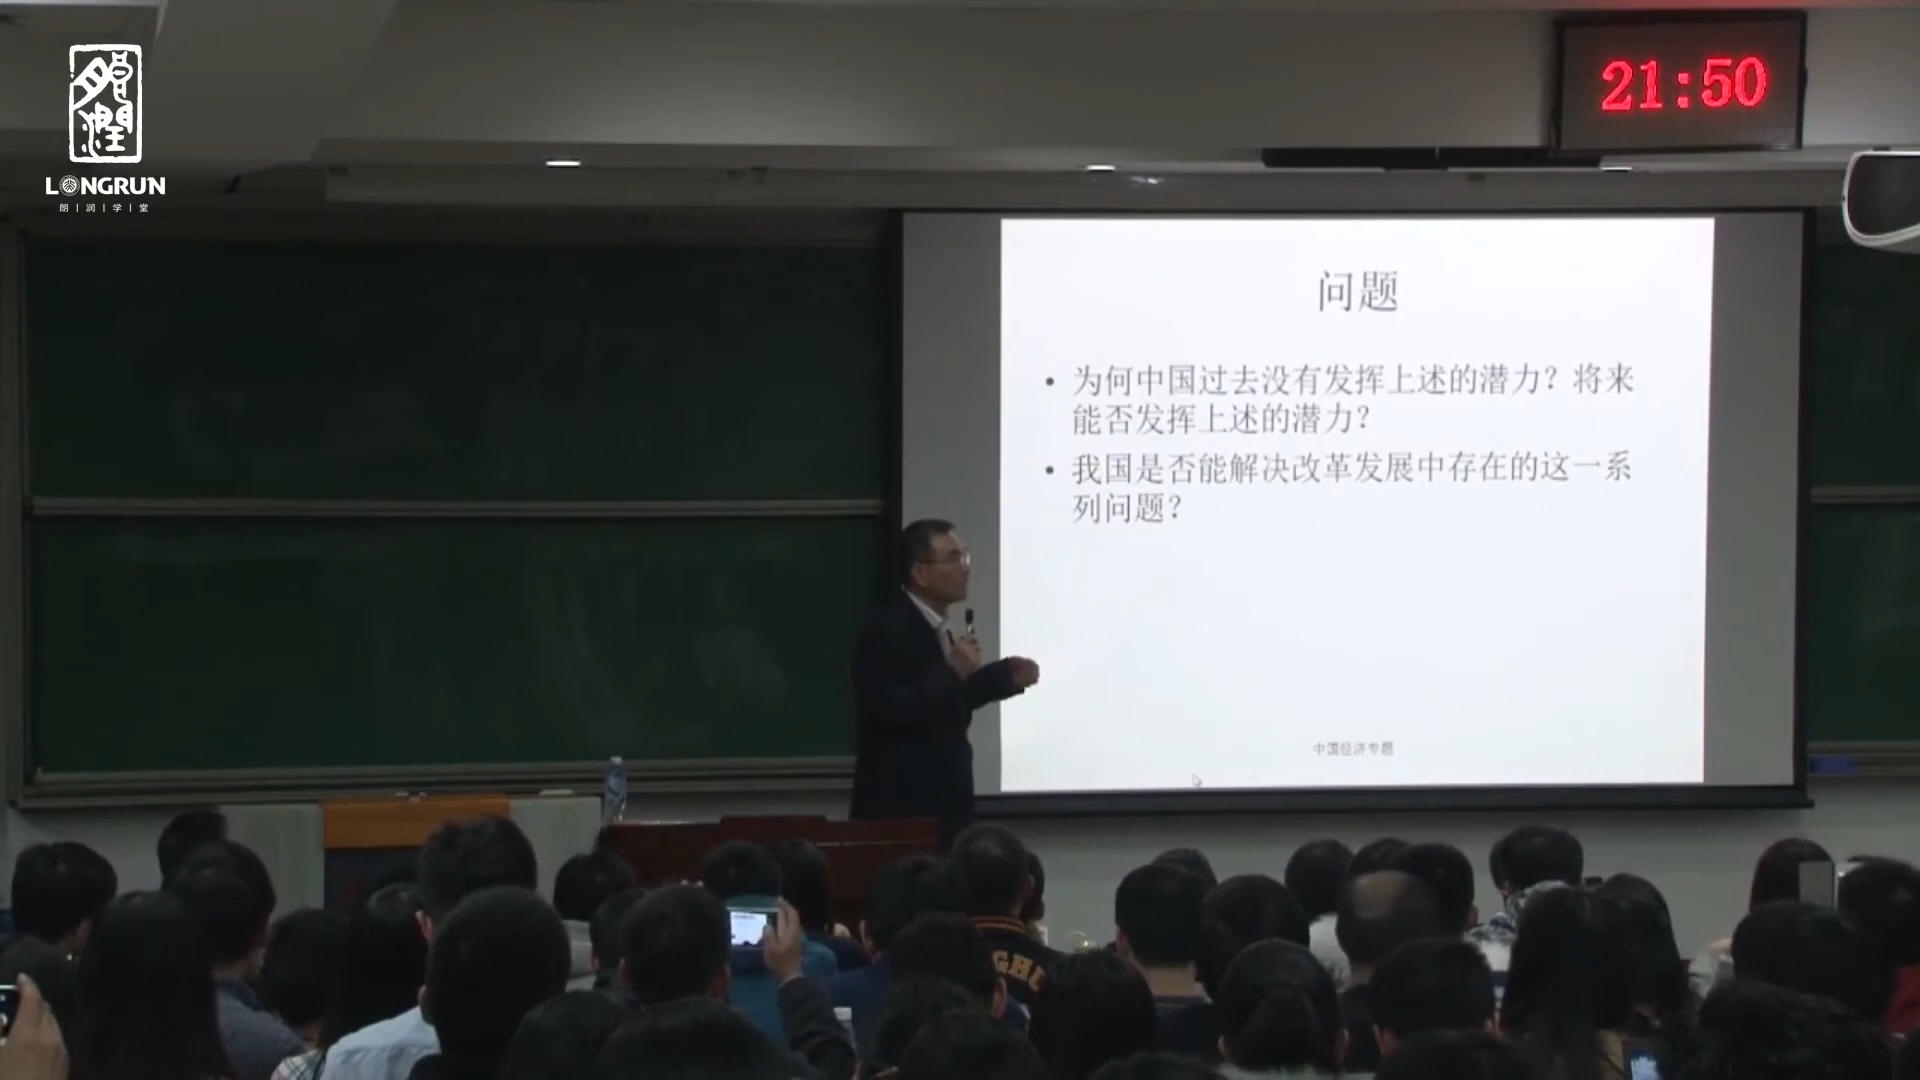 朗润
LONGRUN
朗|润|学|堂
21:50
问题
• 为何中国过去没有发挥上述的潜力？将来
能否发挥上述的潜力？
• 我国是否能解决改革发展中存在的这一系
列问题？
中国经济专题